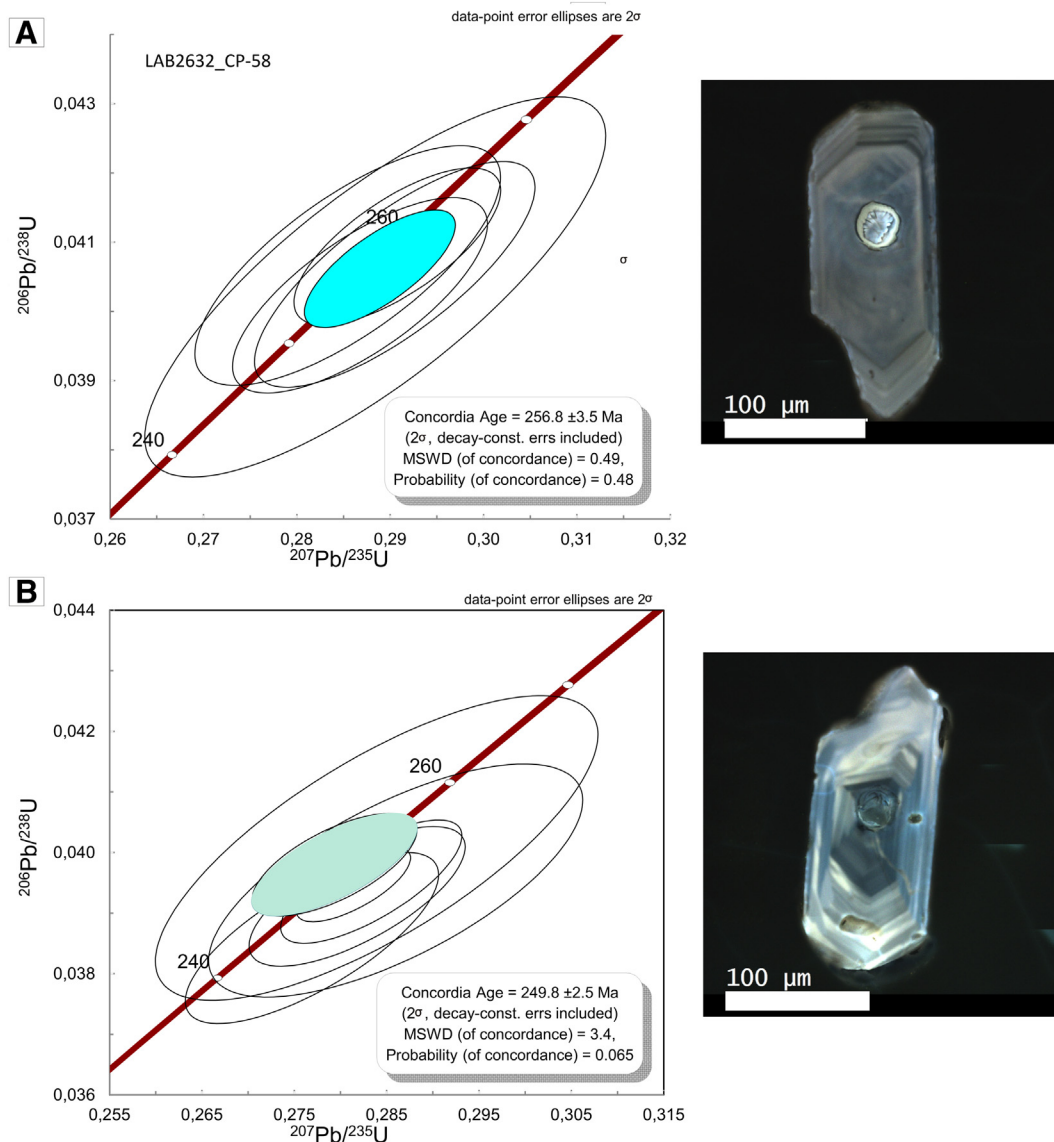 A
data-point error ellipses are 2σ
LAB2632_CP-58
0,043
0,041
0,039
0,037
²⁰⁶Pb/²³⁸U
260
240
σ
Concordia Age = 256.8 ±3.5 Ma
(2σ, decay-const. errs included)
MSWD (of concordance) = 0.49,
Probability (of concordance) = 0.48
0,26 0,27 0,28 0,29 0,30 0,31 0,32
²⁰⁷Pb/²³⁵U
100 µm
B
data-point error ellipses are 2σ
0,044
0,042
0,040
0,038
0,036
²⁰⁶Pb/²³⁸U
260
240
Concordia Age = 249.8 ±2.5 Ma
(2σ, decay-const. errs included)
MSWD (of concordance) = 3.4,
Probability (of concordance) = 0.065
0,255 0,265 0,275 0,285 0,295 0,305 0,315
²⁰⁷Pb/²³⁵U
100 µm